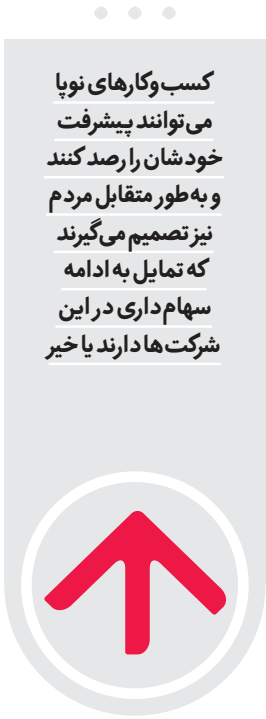 کسب‌وکارهای نوپا
می‌توانند پیشرفت
خودشان را رصد کنند
و به‌طور متقابل مردم
نیز تصمیم می‌گیرند
که تمایل به ادامه
سهام‌داری در این
شرکت‌ها دارند یا خیر